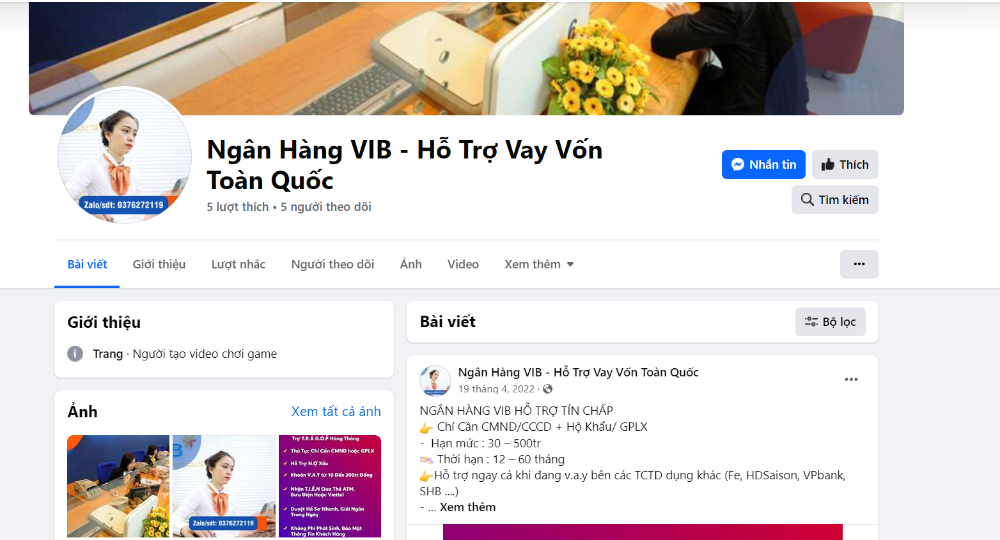 Quốc Tế
Zalo/sdt: 0376272119
Ngân Hàng VIB - Hỗ Trợ Vay Vốn
Toàn Quốc
5 lượt thích • 5 người theo dõi
Nhắn tin
Thích
Tìm kiếm
Bài viết
Giới thiệu
Lượt nhắc
Người theo dõi
Ảnh
Video
Xem thêm
Giới thiệu
Trang · Người tạo video chơi game
Ảnh
Xem tất cả ảnh
Zalo/sdt: 0376272119
Trợ T.R.Ả G.Ó.P Hàng Tháng
Thủ Tục Chỉ Cần CMND hoặc GPLX
Hỗ Trợ N.Ợ Xấu
Khoản V.A.Y từ 10 Đến 200tr Đồng
Nhận T.I.Ề.N Qua Thẻ ATM,
Bưu Điện Hoặc Viettel
Duyệt Hồ Sơ Nhanh, Giải Ngân
Trong Ngày
Không Phí Phát Sinh, Bảo Mật
Thông Tin Khách Hàng
Bài viết
Bộ lọc
Ngân Hàng VIB - Hỗ Trợ Vay Vốn Toàn Quốc
19 tháng 4, 2022 ·
NGÂN HÀNG VIB HỖ TRỢ TÍN CHẤP
👉 Chỉ Cần CMND/CCCD + Hộ Khẩu/ GPLX
- Hạn mức : 30 – 500tr
Thời hạn : 12 – 60 tháng
👉Hỗ trợ ngay cả khi đang v.a.y bên các TCTD dụng khác (Fe, HDSaison, VPbank,
SHB ....)
- ... Xem thêm